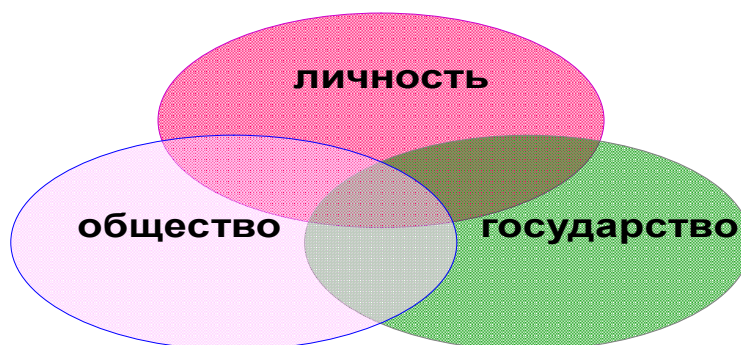 личность
общество
государство